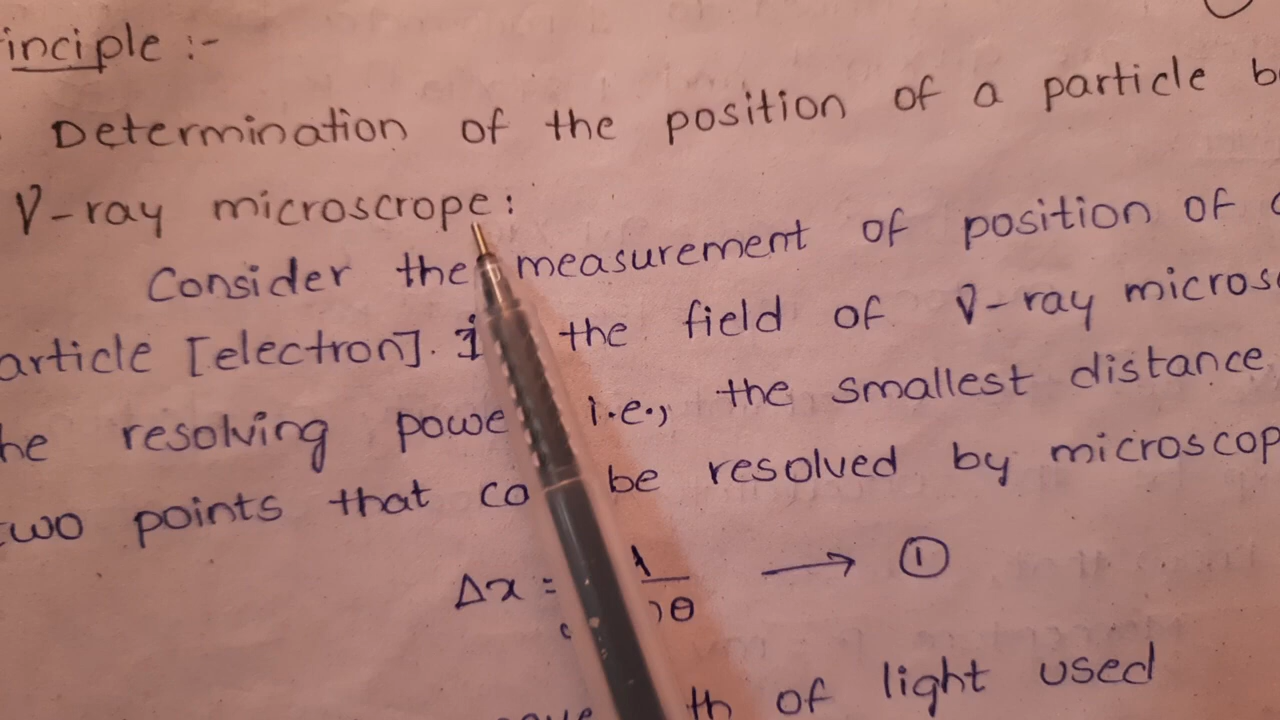 inciple :-
Determination of the position of a particle b
γ-ray microscrope:
Consider the measurement of position of
article [electron]. the field of γ-ray micros
he resolving powe i.e., the smallest distance
two points that co be resolved by microscop
Δx = λ θ → ①
th of light used